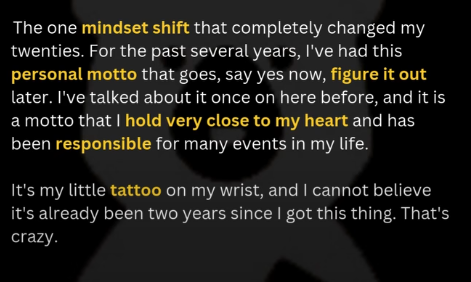 The one mindset shift that completely changed my
twenties. For the past several years, I've had this
personal motto that goes, say yes now, figure it out
later. I've talked about it once on here before, and it is
a motto that I hold very close to my heart and has
been responsible for many events in my life.
It's my little tattoo on my wrist, and I cannot believe
it's already been two years since I got this thing. That's
crazy.